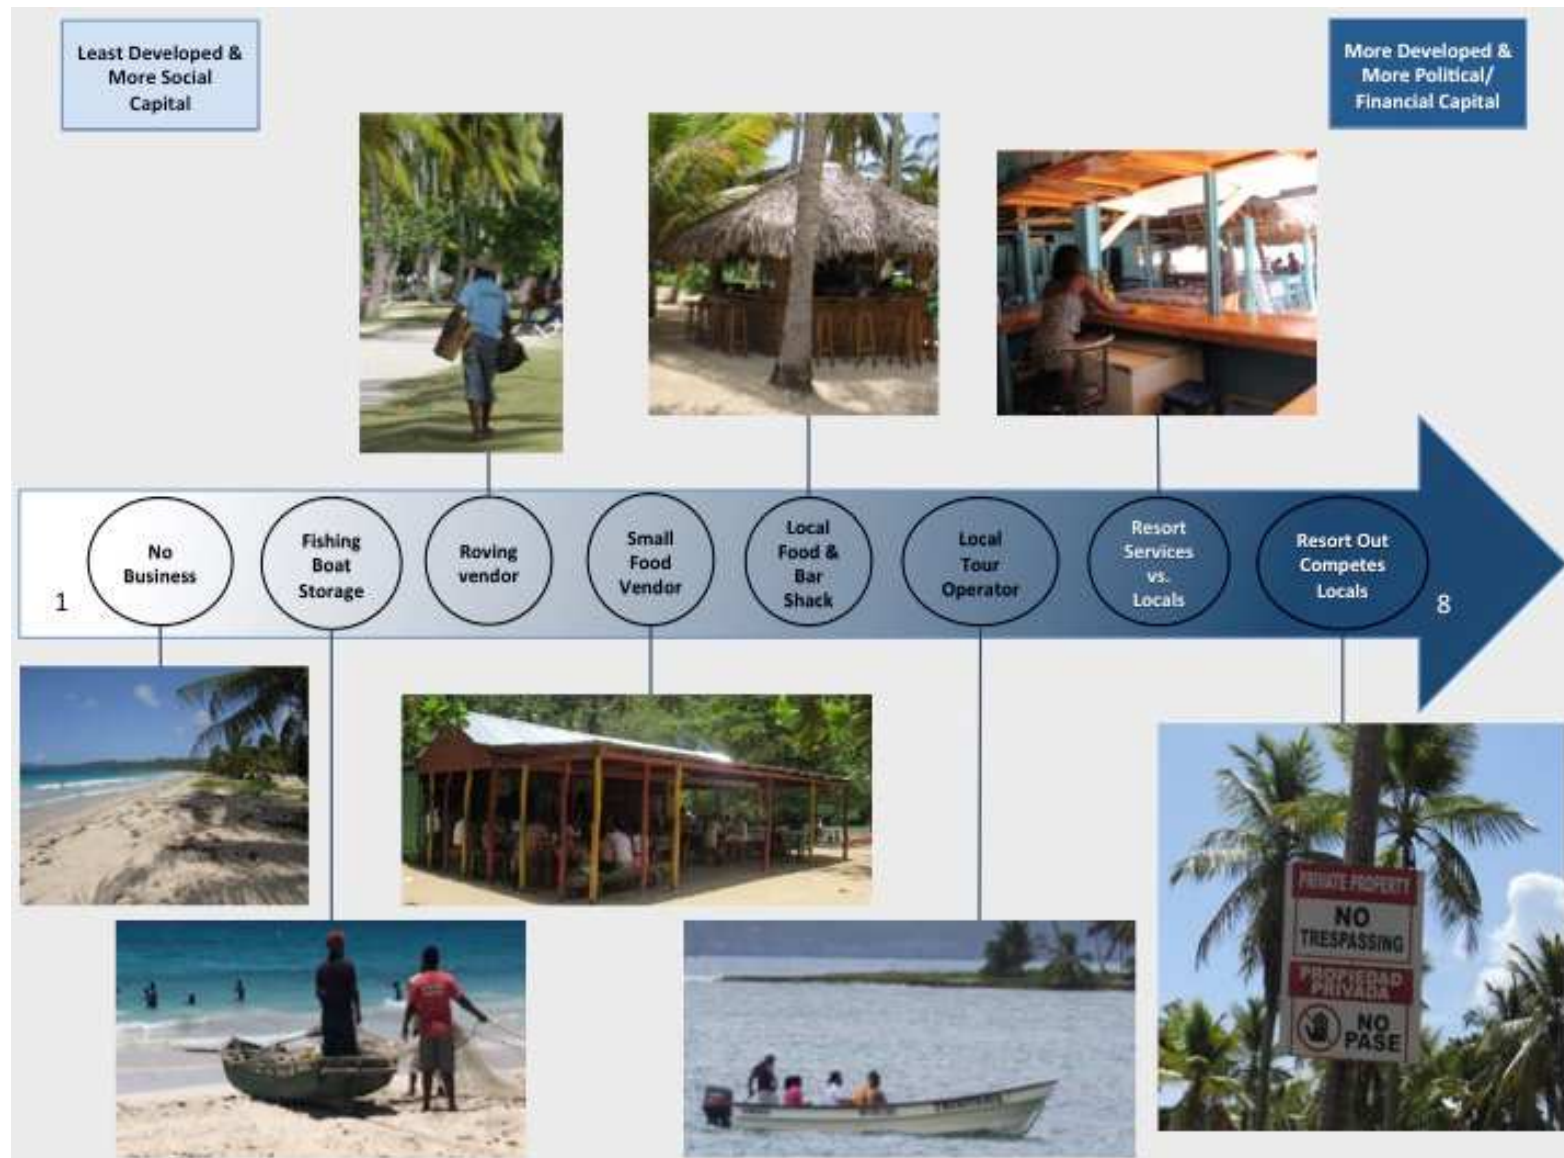 Least Developed &
More Social
Capital
More Developed &
More Political/
Financial Capital
1
No
Business
Fishing
Boat
Storage
Roving
vendor
Small
Food
Vendor
Local
Food &
Bar
Shack
Local
Tour
Operator
Resort
Services
vs.
Locals
Resort Out
Competes
Locals
8
PRIVATE PROPERTY
NO
TRESPASSING
PROPIEDAD
PRIVADA
NO
PASE